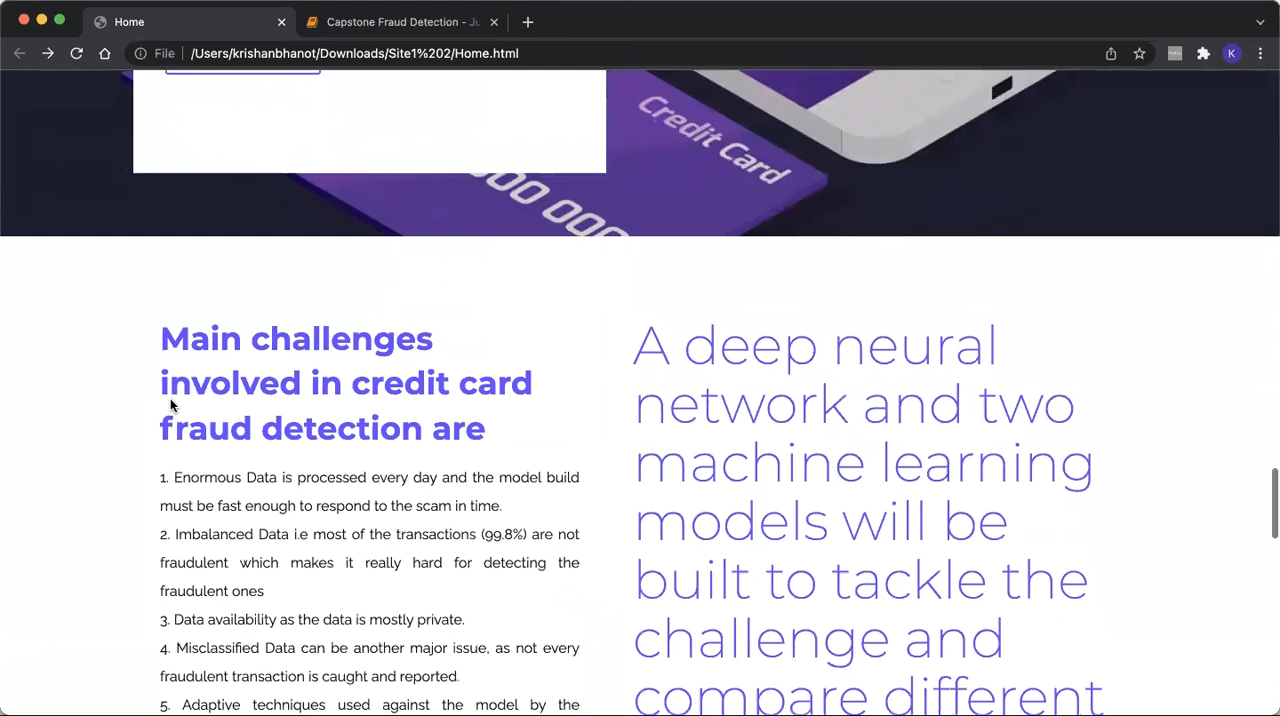 Home
Capstone Fraud Detection - Ju
File
/Users/krishanbhanot/Downloads/Site1%202/Home.html
K
Credit Card
000 000
Main challenges
involved in credit card
fraud detection are
1. Enormous Data is processed every day and the model build
must be fast enough to respond to the scam in time.
2. Imbalanced Data i.e most of the transactions (99.8%) are not
fraudulent which makes it really hard for detecting the
fraudulent ones
3. Data availability as the data is mostly private.
4. Misclassified Data can be another major issue, as not every
fraudulent transaction is caught and reported.
5. Adaptive techniques used against the model by the
A deep neural
network and two
machine learning
models will be
built to tackle the
challenge and
compare different